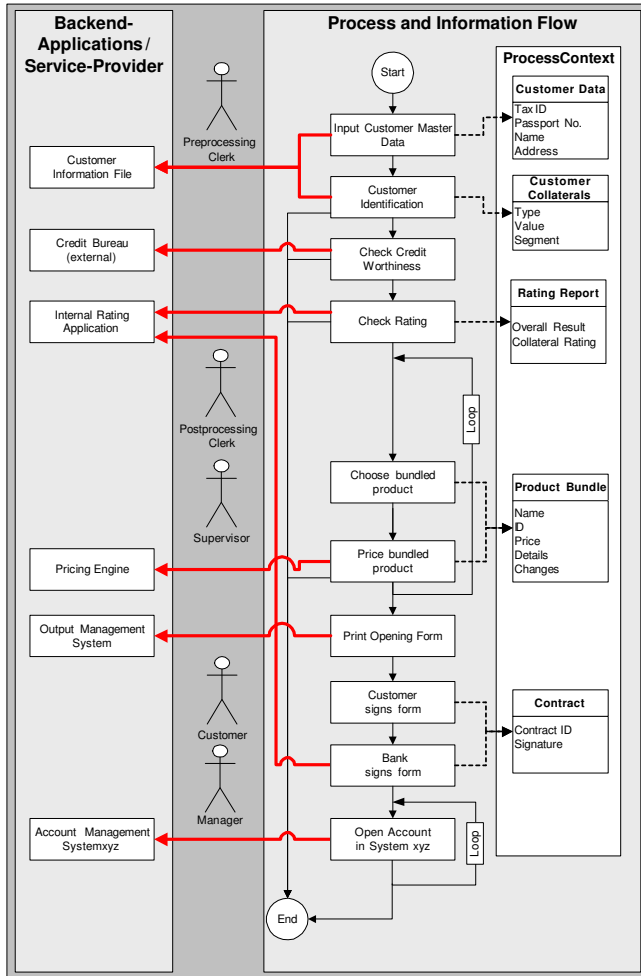 Backend-
Applications/
Service-Provider
Customer
Information File
Credit Bureau
(external)
Internal Rating
Application
Pricing Engine
Output Management
System
Account Management
Systemxyz
Preprocessing
Clerk
Postprocessing
Clerk
Supervisor
Customer
Manager
Process and Information Flow
Start
Input Customer Master
Data
Customer
Identification
Check Credit
Worthiness
Check Rating
Loop
Choose bundled
product
Price bundled
product
Print Opening Form
Customer
signs form
Bank
signs form
Open Account
in System xyz
Loop
End
ProcessContext
Customer Data
Tax ID
Passport No.
Name
Address
Customer
Collaterals
Type
Value
Segment
Rating Report
Overall Result
Collateral Rating
Product Bundle
Name
ID
Price
Details
Changes
Contract
Contract ID
Signature